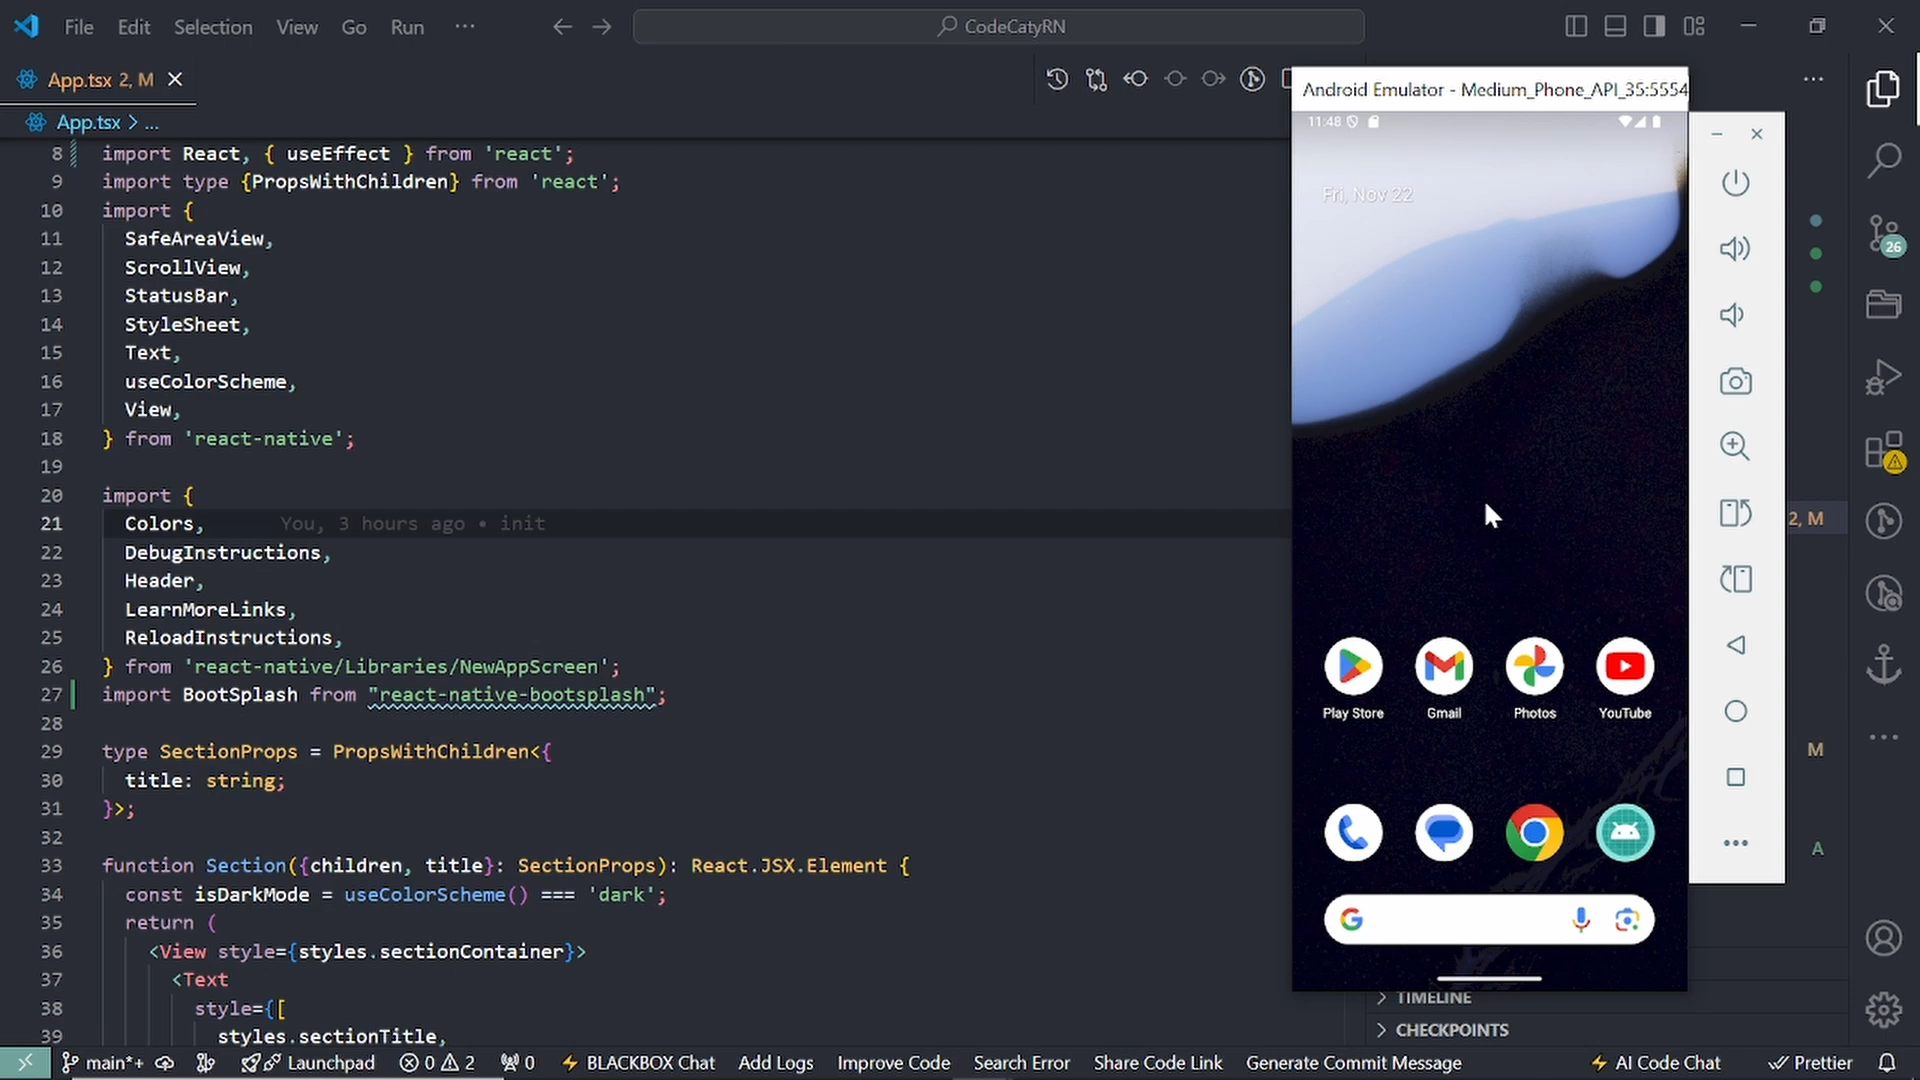 File Edit Selection View Go Run ··· CodeCatyRN
App.tsx 2, M
App.tsx > ...
8 import React, { useEffect } from 'react';
9 import type {PropsWithChildren} from 'react';
10 import {
11 SafeAreaView,
12 ScrollView,
13 StatusBar,
14 StyleSheet,
15 Text,
16 useColorScheme,
17 View,
18 } from 'react-native';
19
20 import {
21 Colors, You, 3 hours ago • init
22 DebugInstructions,
23 Header,
24 LearnMoreLinks,
25 ReloadInstructions,
26 } from 'react-native/Libraries/NewAppScreen';
27 import BootSplash from "react-native-bootsplash";
28
29 type SectionProps = PropsWithChildren<{
30 title: string;
31 }>;
32
33 function Section({children, title}: SectionProps): React.JSX.Element {
34 const isDarkMode = useColorScheme() === 'dark';
35 return (
36 <View style={styles.sectionContainer}>
37 <Text
38 style={[
39 styles.sectionTitle,
Android Emulator - Medium_Phone_API_35:5554
11:48
Fri, Nov 22
Play Store Gmail Photos YouTube
26
2, M
M
A
TIMELINE
CHECKPOINTS
main*+ Launchpad 0 2 0 BLACKBOX Chat Add Logs Improve Code Search Error Share Code Link Generate Commit Message AI Code Chat Prettier